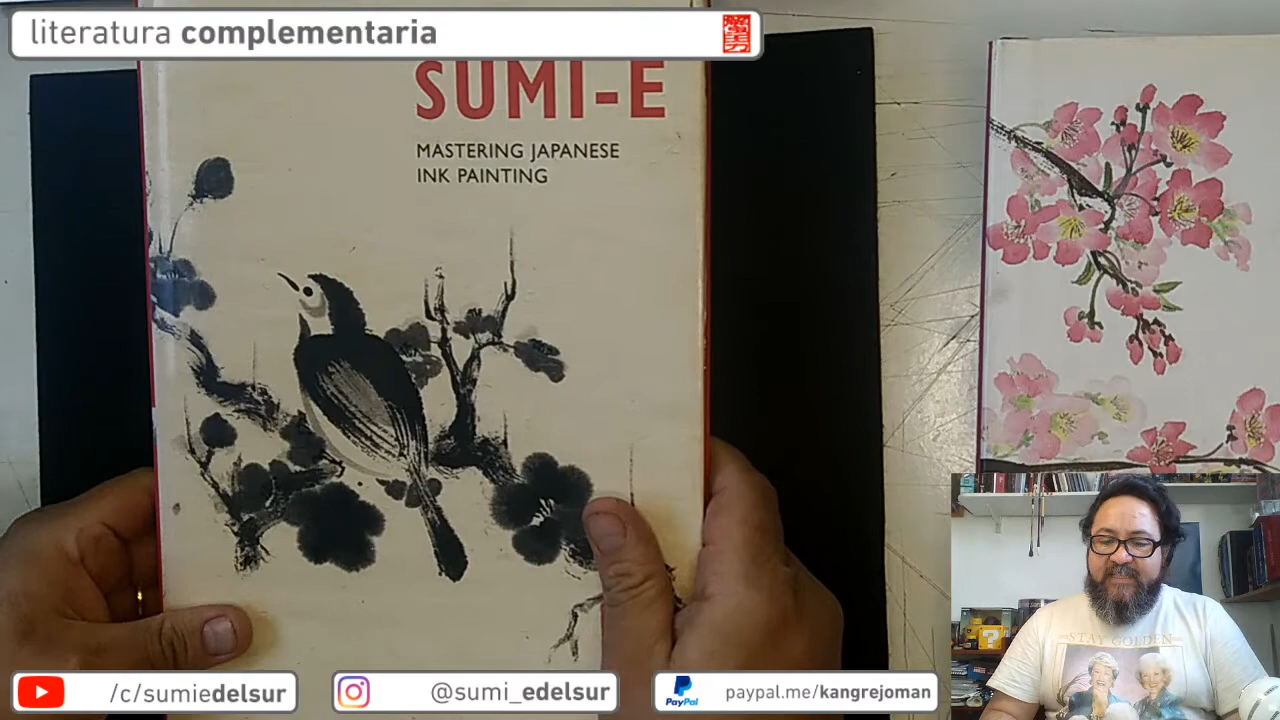 literatura complementaria
SUMI-E
MASTERING JAPANESE
INK PAINTING
STAY GOLDEN
?
/c/sumiedelsur
@sumi_edelsur
PayPal
paypal.me/kangrejoman